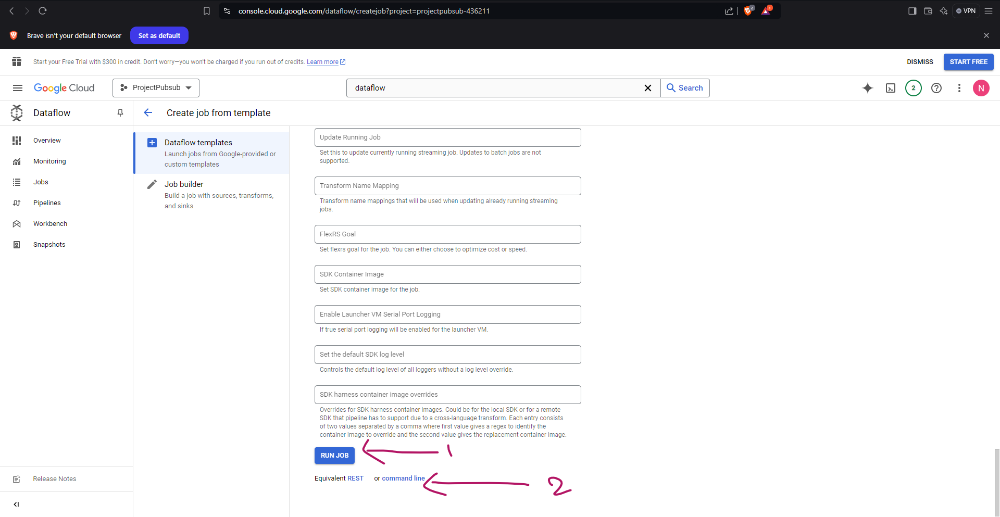 console.cloud.google.com/dataflow/createjob?project=projectpubsub-436211
2
1
VPN
Brave isn't your default browser
Set as default
Start your Free Trial with $300 in credit. Don't worry—you won't be charged if you run out of credits. Learn more
DISMISS
START FREE
Google Cloud
ProjectPubsub
dataflow
Search
2
N
Dataflow
Create job from template
Overview
Monitoring
Jobs
Pipelines
Workbench
Snapshots
Release Notes
Dataflow templates
Launch jobs from Google-provided or
custom templates
Job builder
Build a job with sources, transforms,
and sinks
Update Running Job
Set this to update currently running streaming job. Updates to batch jobs are not
supported.
Transform Name Mapping
Transform name mappings that will be used when updating already running streaming
jobs.
FlexRS Goal
Set flexrs goal for the job. You can either choose to optimize cost or speed.
SDK Container Image
Set SDK container image for the job.
Enable Launcher VM Serial Port Logging
If true serial port logging will be enabled for the launcher VM.
Set the default SDK log level
Controls the default log level of all loggers without a log level override.
SDK harness container image overrides
Overrides for SDK harness container images. Could be for the local SDK or for a remote
SDK that pipeline has to support due to a cross-language transform. Each entry consists
of two values separated by a comma where first value gives a regex to identify the
container image to override and the second value gives the replacement container image.
RUN JOB
1
Equivalent REST or command line
2